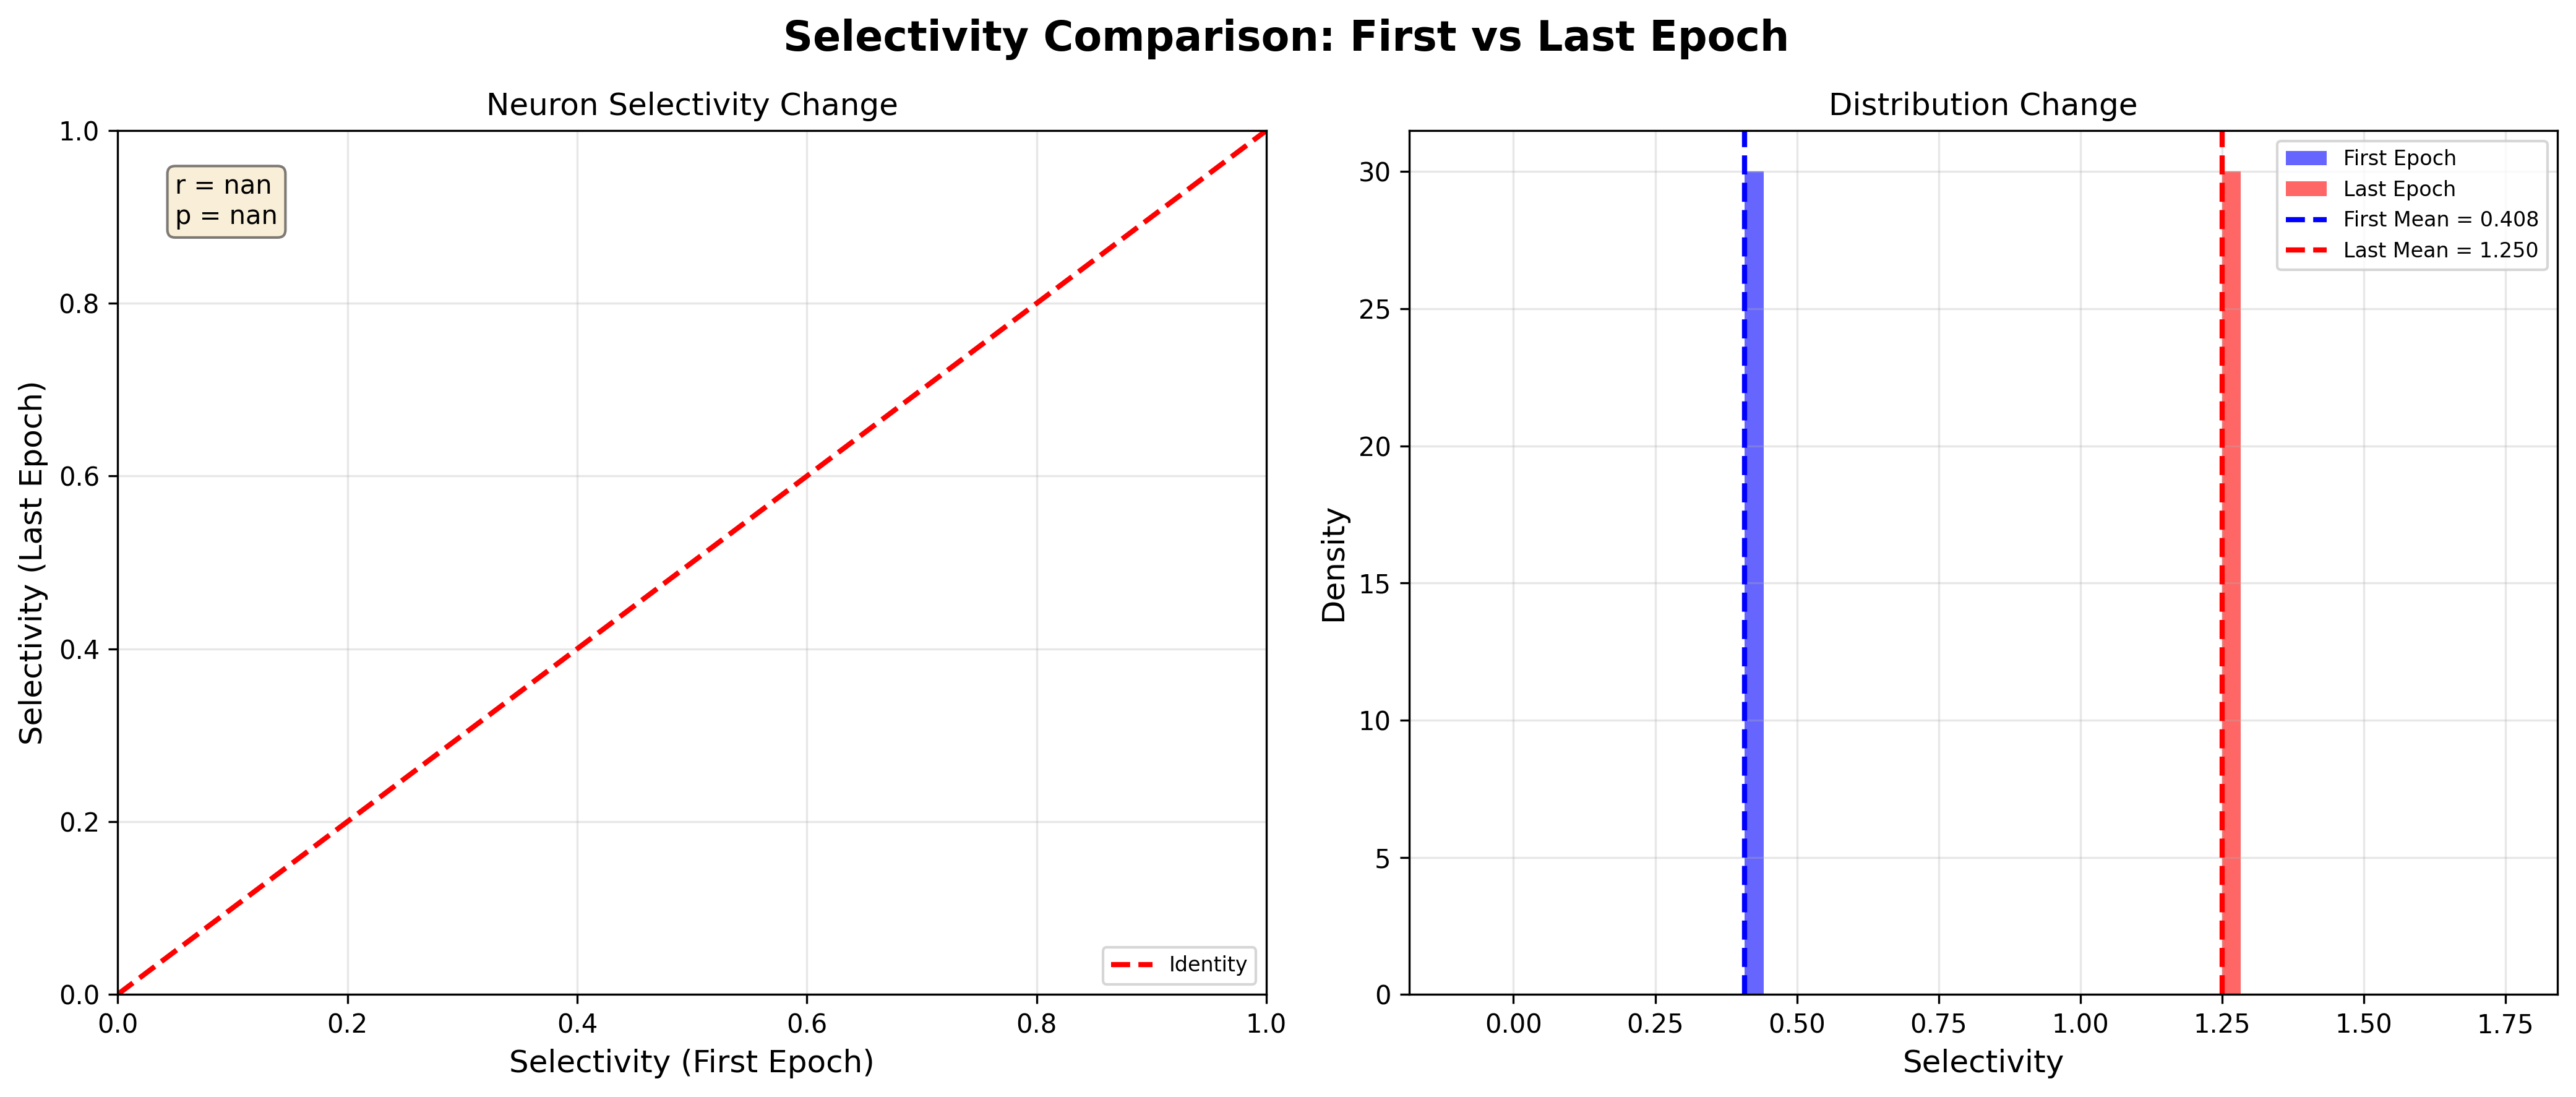 Selectivity Comparison: First vs Last Epoch
Neuron Selectivity Change
r = nan
p = nan
1.0
0.8
0.6
0.4
0.2
0.0
Selectivity (Last Epoch)
Identity
0.0 0.2 0.4 0.6 0.8 1.0
Selectivity (First Epoch)
Distribution Change
First Epoch
Last Epoch
First Mean = 0.408
Last Mean = 1.250
30
25
20
15
10
5
0
Density
0.00 0.25 0.50 0.75 1.00 1.25 1.50 1.75
Selectivity